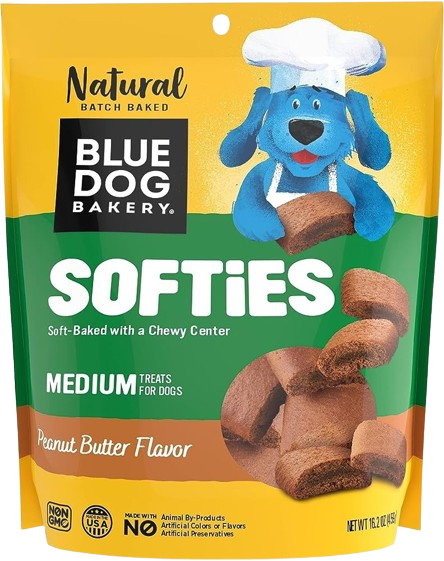 Natural
BATCH BAKED
BLUE
DOG
BAKERY®
SOFTiES
Soft-Baked with a Chewy Center
MEDIUM TREATS
FOR DOGS
Peanut Butter Flavor
NON
GMO
MADE IN
USA
MADE WITH
NO
Animal By-Products
Artificial Colors or Flavors
Artificial Preservatives
NET WT 16.2 OZ